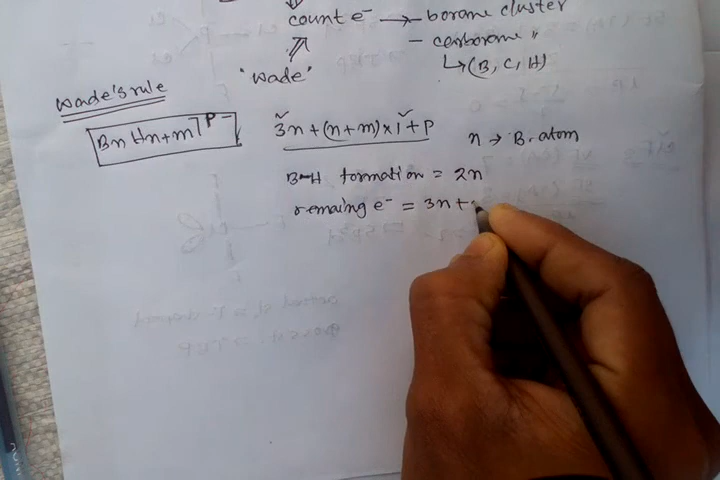 count e⁻ → - borane cluster
"Wade" - carborane "
↳ (B, C, H)
Wade's rule
[BnHn+m]^P- 3n + (n+m)×1 + P n → B. atom
B-H formation = 2n
remaing e⁻ = 3n +